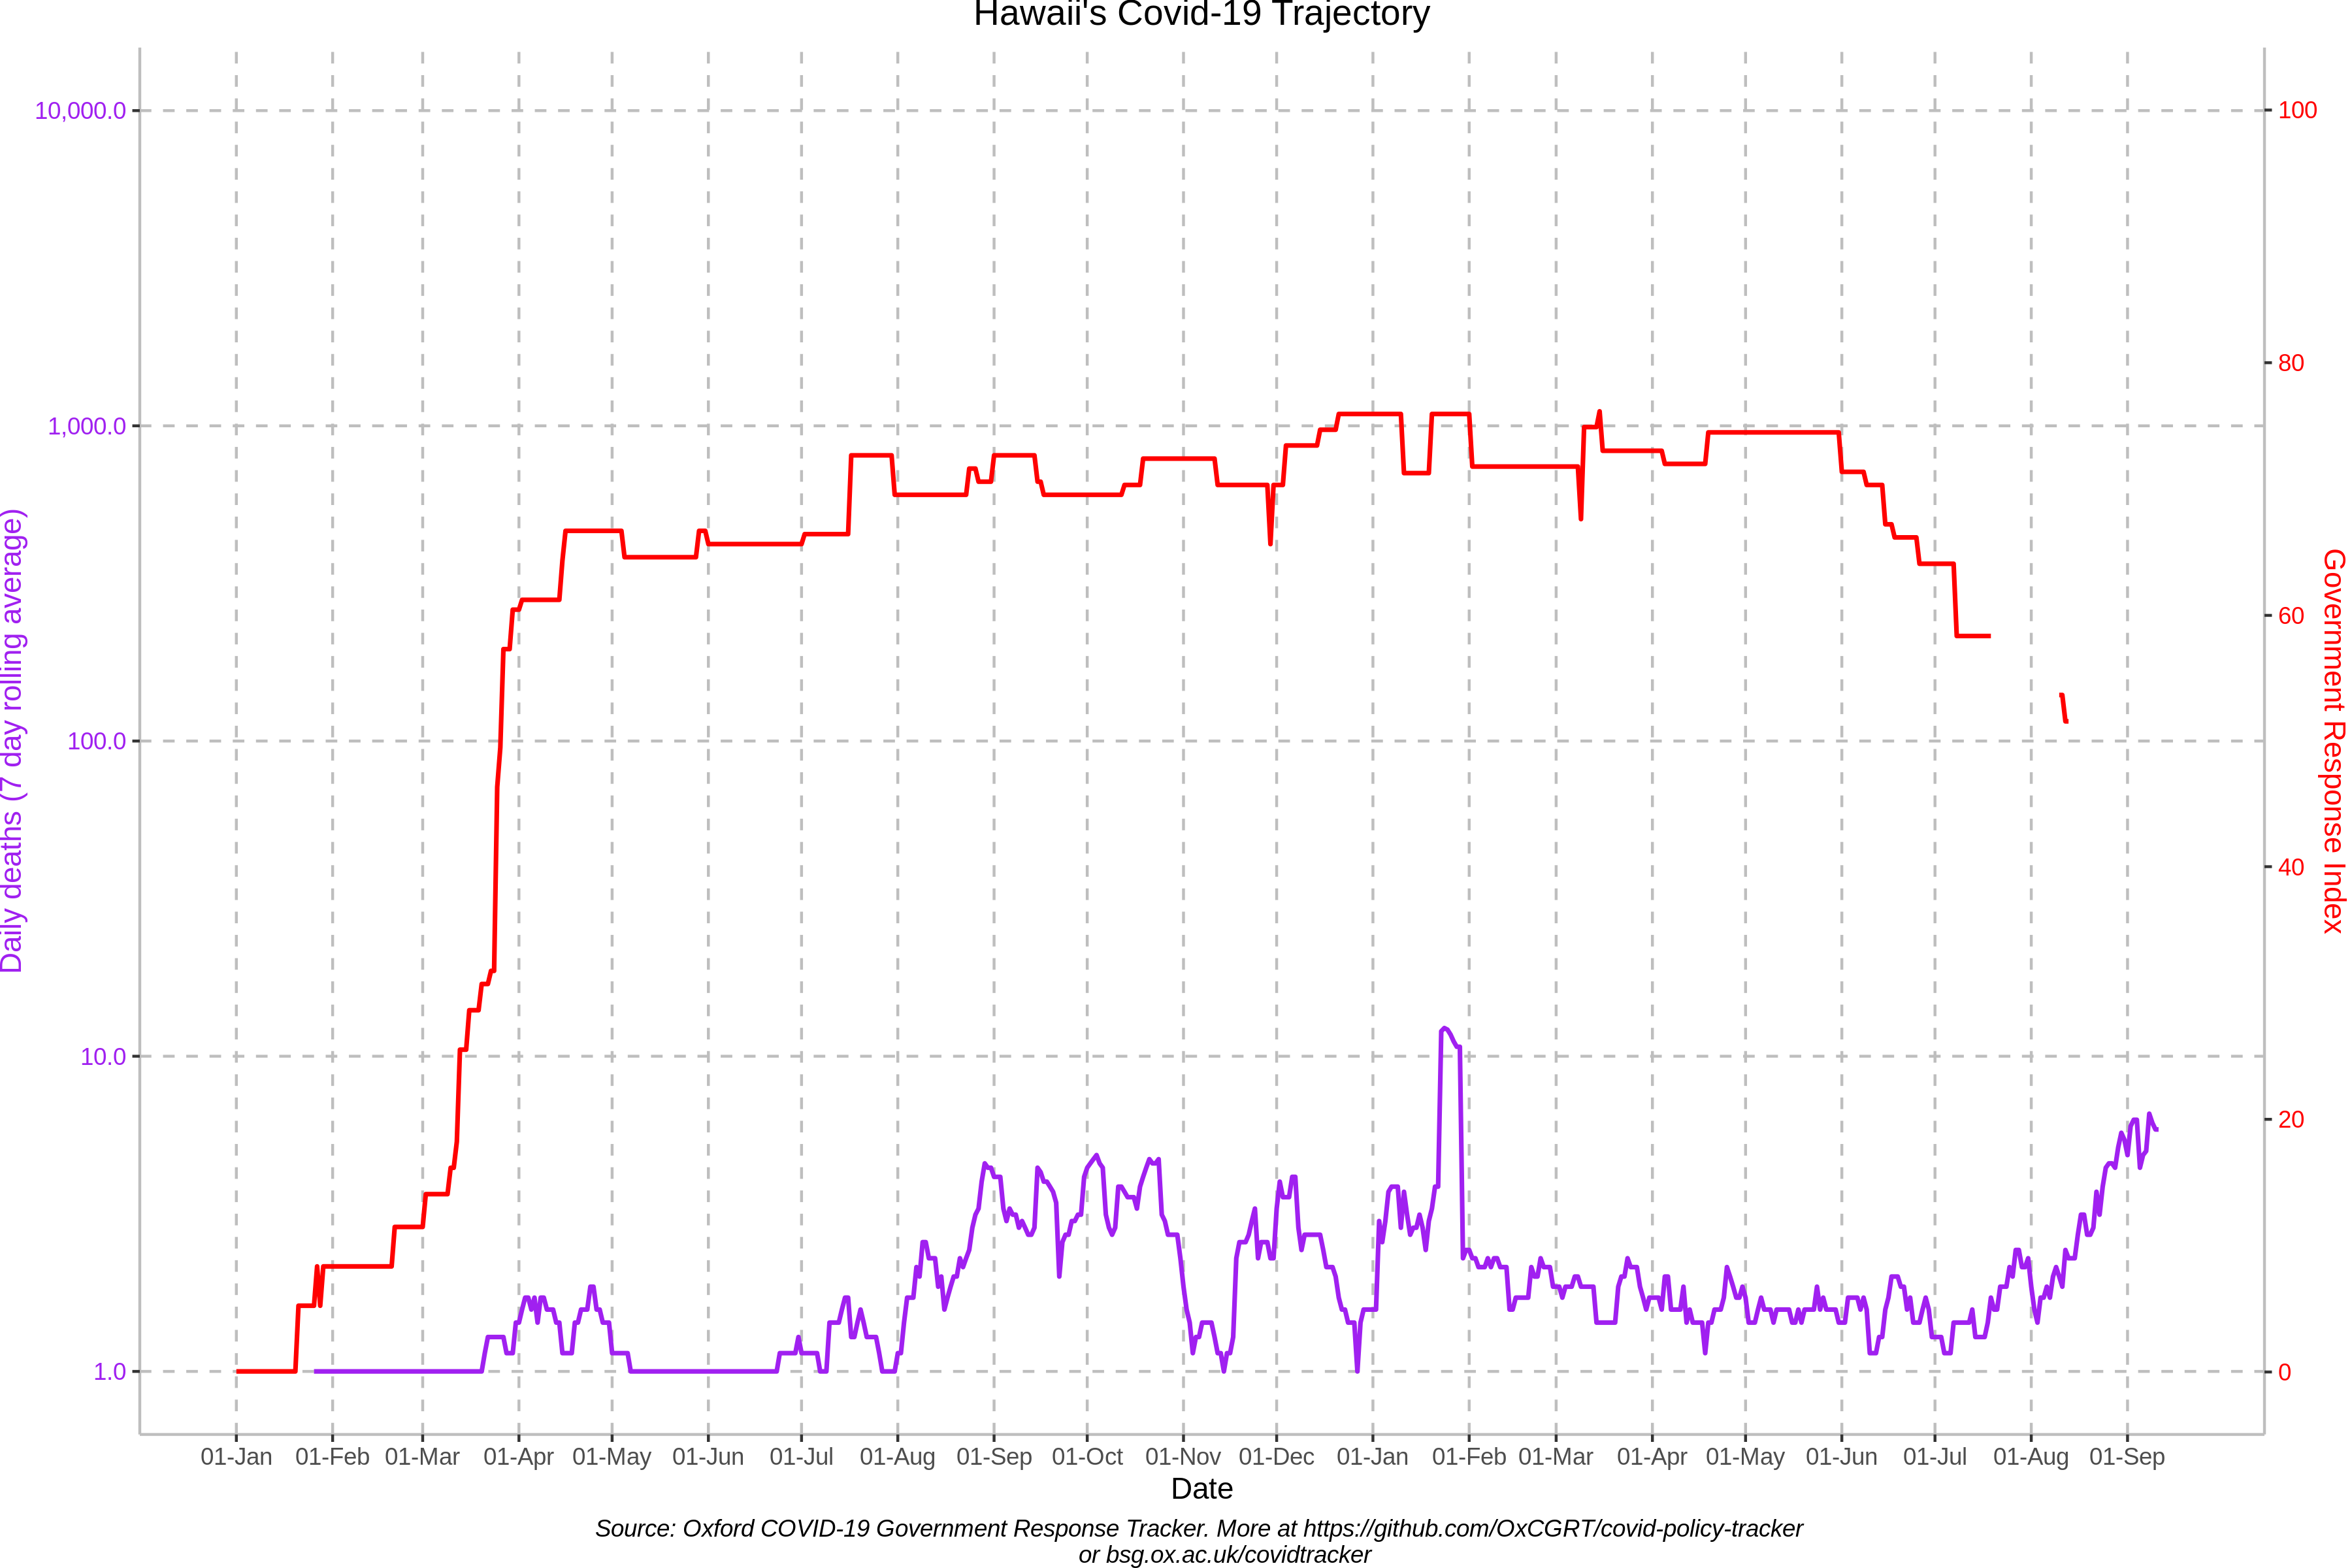 Hawaii's Covid-19 Trajectory
10,000.0
1,000.0
100.0
10.0
1.0
Daily deaths (7 day rolling average)
100
80
60
40
20
0
Government Response Index
01-Jan 01-Feb 01-Mar 01-Apr 01-May 01-Jun 01-Jul 01-Aug 01-Sep 01-Oct 01-Nov 01-Dec 01-Jan 01-Feb 01-Mar 01-Apr 01-May 01-Jun 01-Jul 01-Aug 01-Sep
Date
Source: Oxford COVID-19 Government Response Tracker. More at https://github.com/OxCGRT/covid-policy-tracker
or bsg.ox.ac.uk/covidtracker